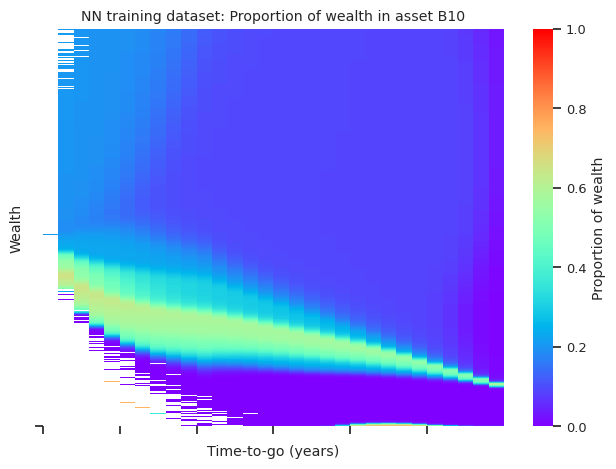 NN training dataset: Proportion of wealth in asset B10
Wealth
Time-to-go (years)
1.0
0.8
0.6
0.4
0.2
0.0
Proportion of wealth